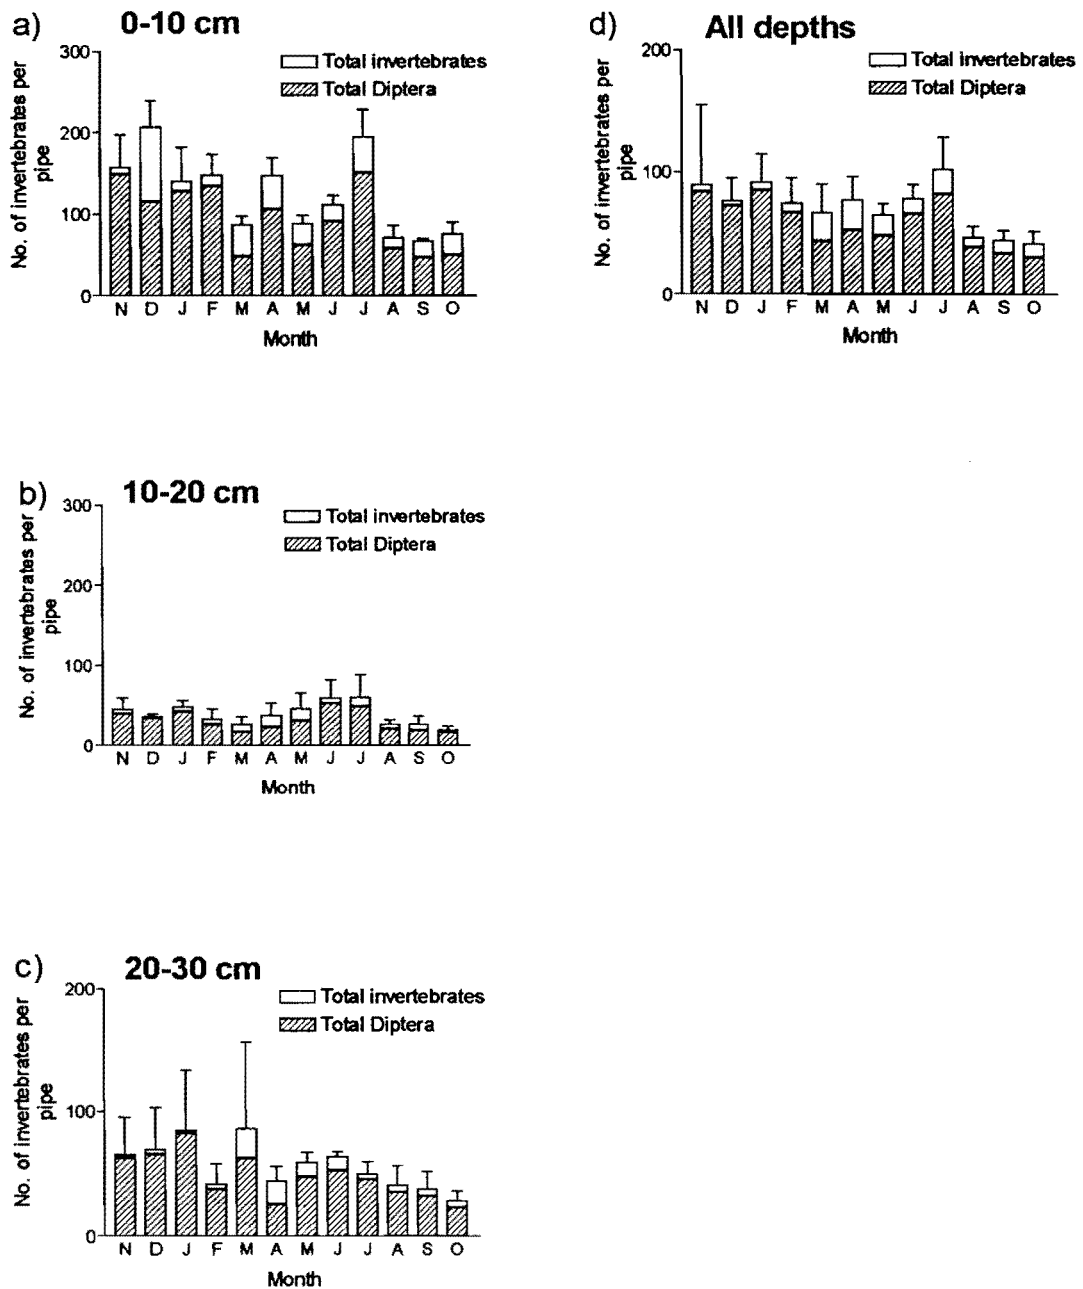 a) 0-10 cm
Total invertebrates
Total Diptera
No. of invertebrates per
pipe
300
200
100
0
N D J F M A M J J A S O
Month
d) All depths
Total invertebrates
Total Diptera
No. of invertebrates per
pipe
200
100
0
N D J F M A M J J A S O
Month
b) 10-20 cm
Total invertebrates
Total Diptera
No. of invertebrates per
pipe
300
200
100
0
N D J F M A M J J A S O
Month
c) 20-30 cm
Total invertebrates
Total Diptera
No. of invertebrates per
pipe
200
100
0
N D J F M A M J J A S O
Month